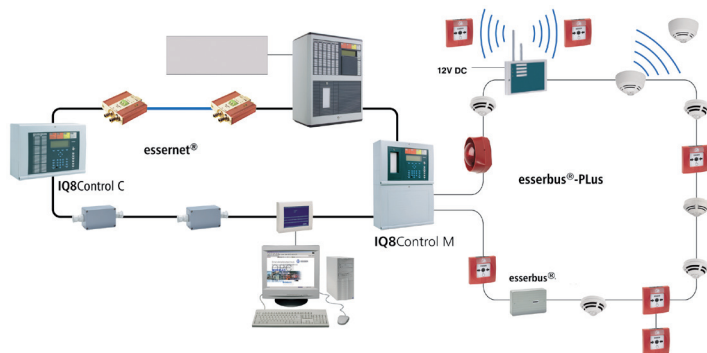 12V DC
essernet®
esserbus®-PLus
IQ8Control C
IQ8Control M
esserbus®